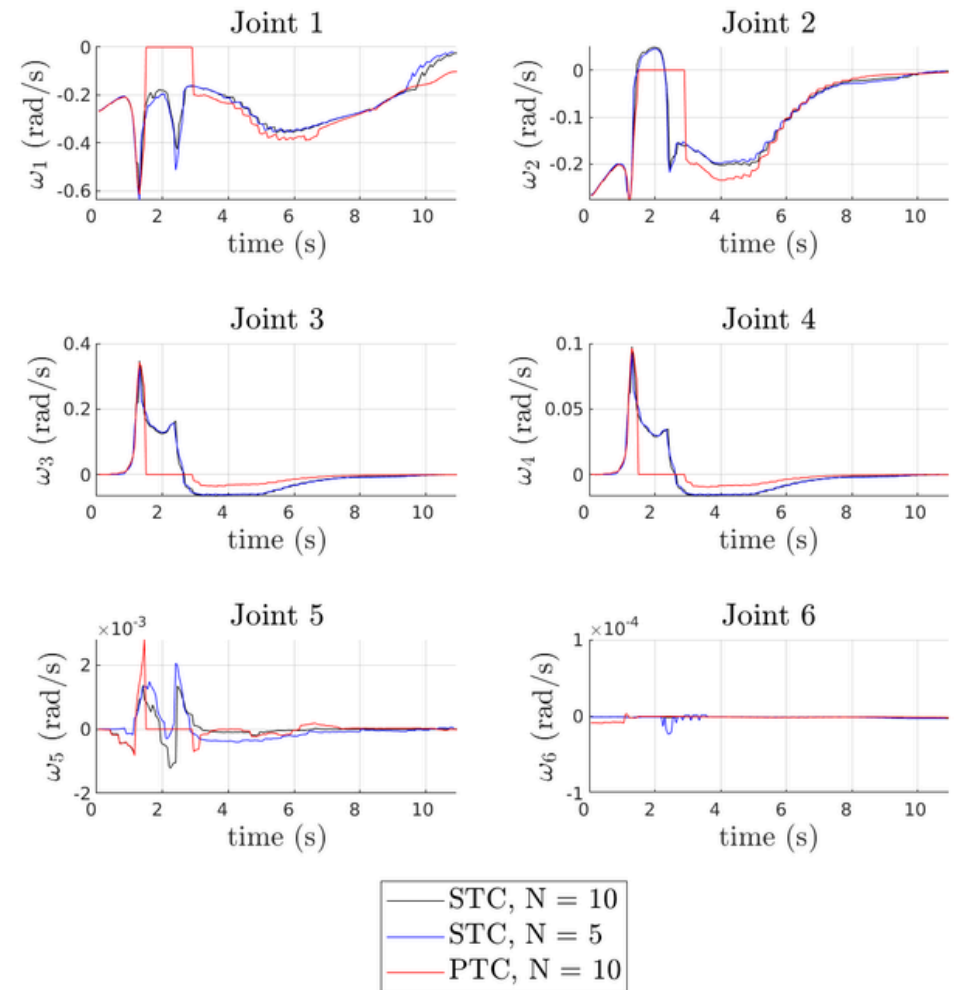 Joint 1
0
-0.2
-0.4
-0.6
ω1 (rad/s)
0 2 4 6 8 10
time (s)
Joint 2
0
-0.1
-0.2
ω2 (rad/s)
0 2 4 6 8 10
time (s)
Joint 3
0.4
0.2
0
ω3 (rad/s)
0 2 4 6 8 10
time (s)
Joint 4
0.1
0.05
0
ω4 (rad/s)
0 2 4 6 8 10
time (s)
Joint 5
×10-3
2
0
-2
ω5 (rad/s)
0 2 4 6 8 10
time (s)
Joint 6
×10-4
1
0
-1
ω6 (rad/s)
0 2 4 6 8 10
time (s)
STC, N = 10
STC, N = 5
PTC, N = 10